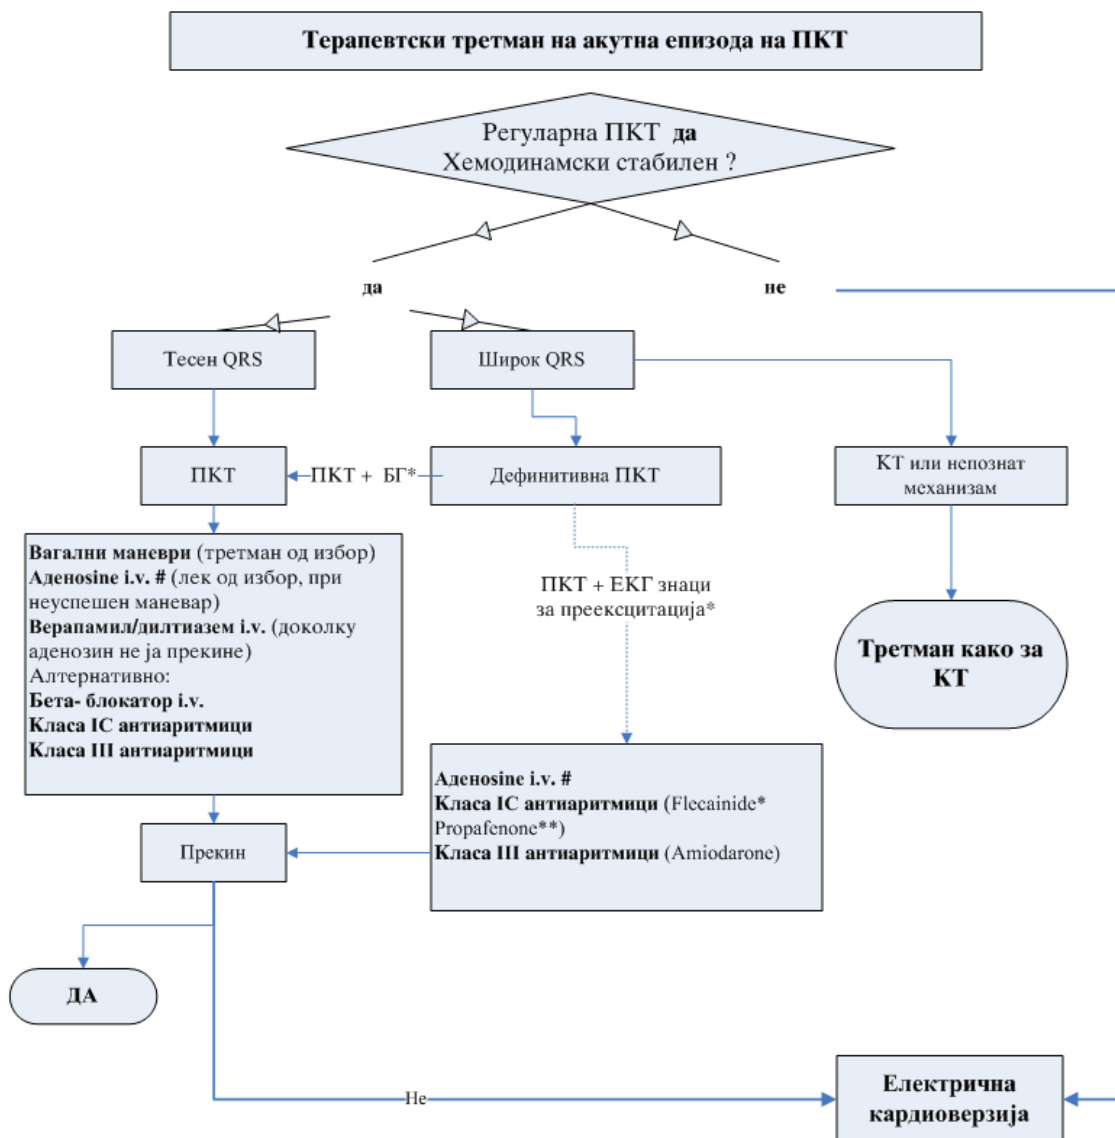 Терапевтски третман на акутна епизода на ПКТ
Регуларна ПКТ да
Хемодинамски стабилен ?
да
не
Тесен QRS
Широк QRS
ПКТ
ПКТ + БГ*
Дефинитивна ПКТ
КТ или непознат
механизам
Вагални маневри (третман од избор)
Аденosine i.v. # (лек од избор, при
неуспешен маневар)
Верапамил/дилтиазем i.v. (доколку
аденозин не ја прекине)
Алтернативно:
Бета- блокатор i.v.
Класа IC антиаритмици
Класа III антиаритмици
ПКТ + ЕКГ знаци
за преексцитација*
Третман како за
КТ
Аденosine i.v. #
Класа IC антиаритмици (Flecainide*
Propafenone**)
Класа III антиаритмици (Amiodarone)
Прекин
ДА
Не
Електрична
кардиоверзија